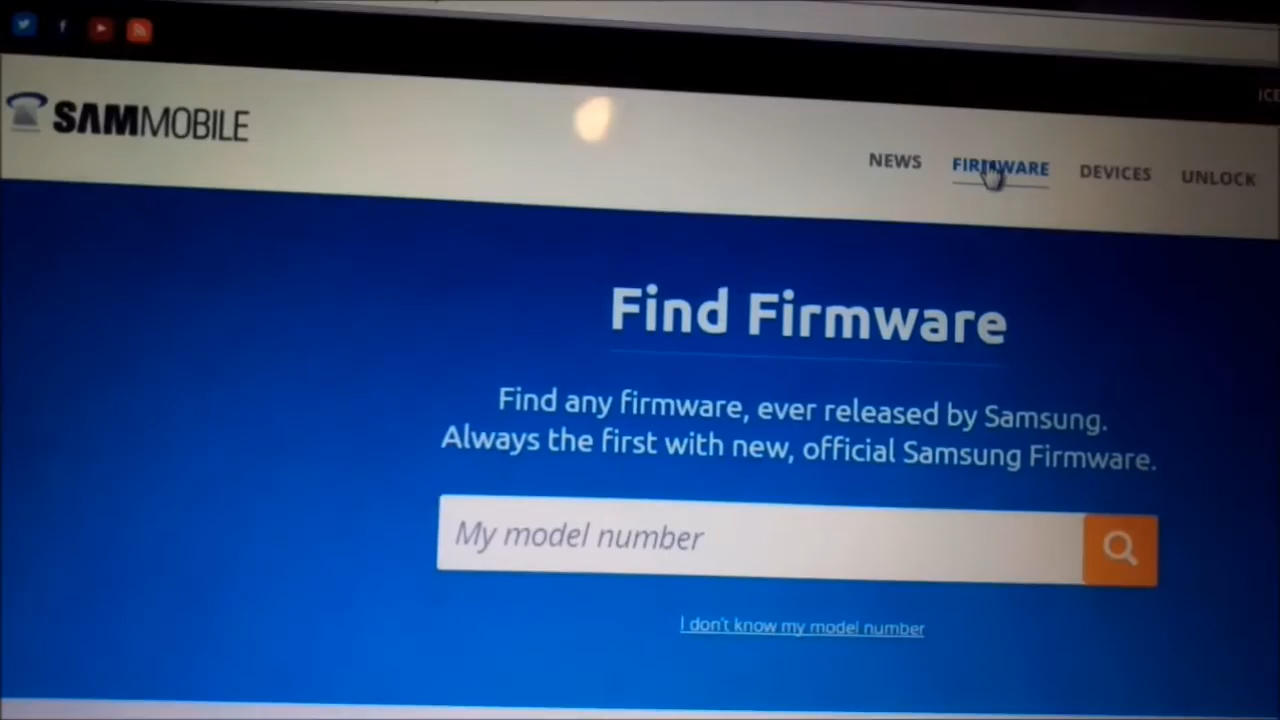 SAMMOBILE
NEWS
FIRMWARE
DEVICES
UNLOCK
Find Firmware
Find any firmware, ever released by Samsung.
Always the first with new, official Samsung Firmware.
My model number
I don't know my model number